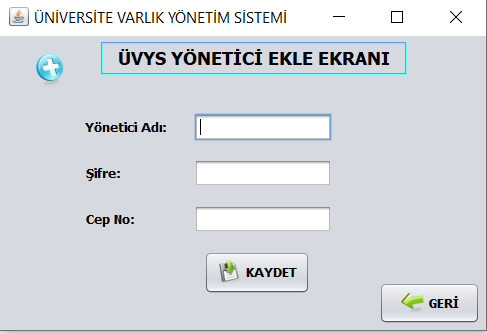 ÜNİVERSİTE VARLIK YÖNETİM SİSTEMİ
ÜVYS YÖNETİCİ EKLE EKRANI
Yönetici Adı:
Şifre:
Cep No:
KAYDET
GERİ